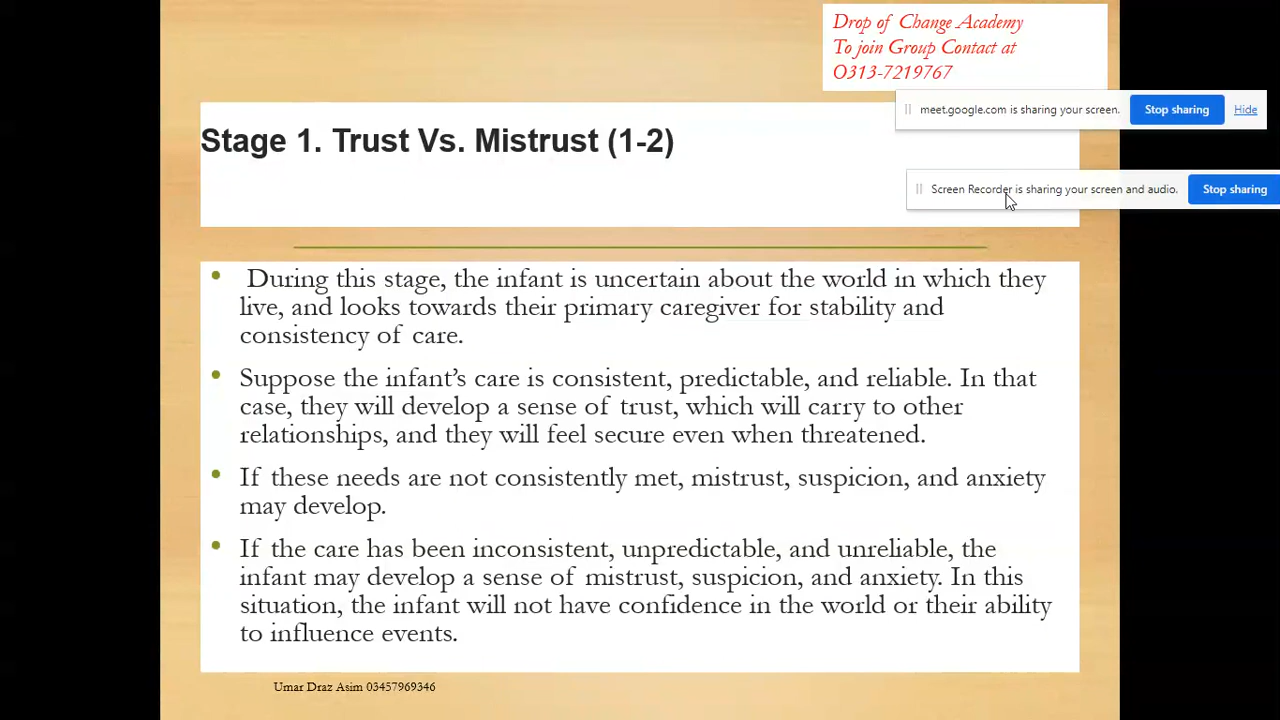 Drop of Change Academy
To join Group Contact at
O313-7219767
meet.google.com is sharing your screen.
Stop sharing
Hide
Stage 1. Trust Vs. Mistrust (1-2)
Screen Recorder is sharing your screen and audio.
Stop sharing
• During this stage, the infant is uncertain about the world in which they
live, and looks towards their primary caregiver for stability and
consistency of care.
• Suppose the infant’s care is consistent, predictable, and reliable. In that
case, they will develop a sense of trust, which will carry to other
relationships, and they will feel secure even when threatened.
• If these needs are not consistently met, mistrust, suspicion, and anxiety
may develop.
• If the care has been inconsistent, unpredictable, and unreliable, the
infant may develop a sense of mistrust, suspicion, and anxiety. In this
situation, the infant will not have confidence in the world or their ability
to influence events.
Umar Draz Asim 03457969346